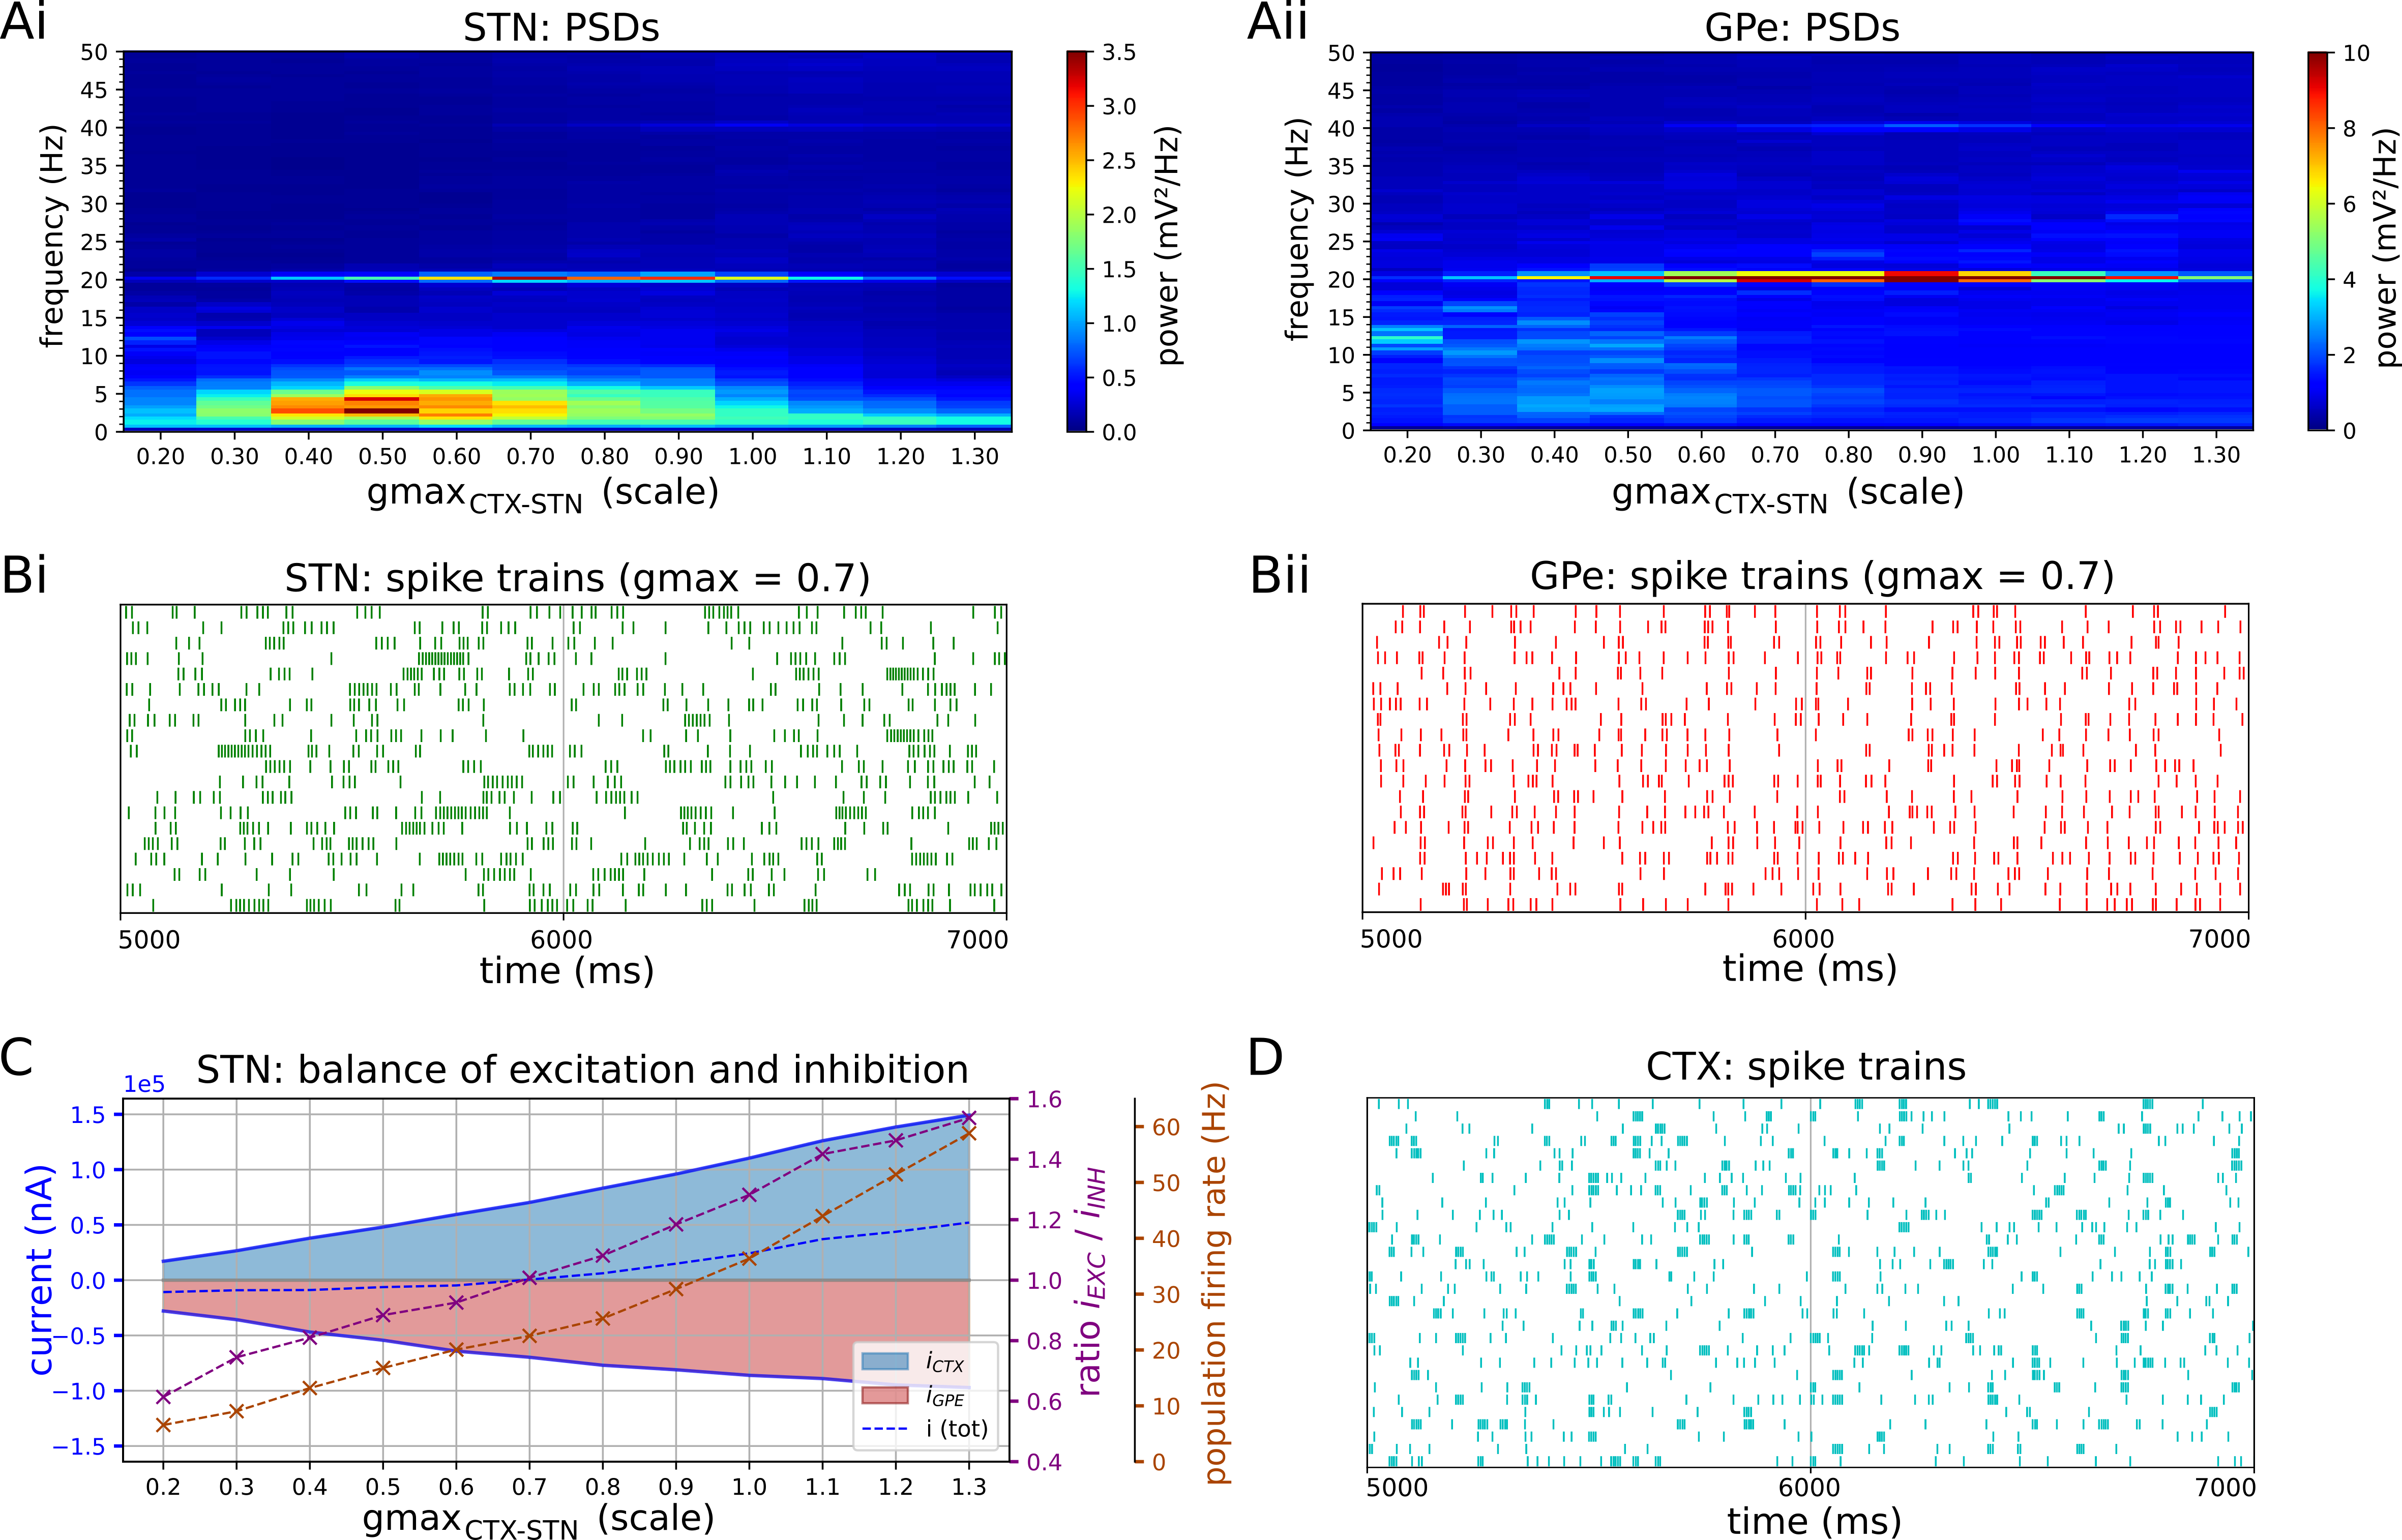 Ai
STN: PSDs
50
45
40
35
30
25
20
15
10
5
0
frequency (Hz)
0.20 0.30 0.40 0.50 0.60 0.70 0.80 0.90 1.00 1.10 1.20 1.30
gmax CTX-STN (scale)
3.5
3.0
2.5
2.0
1.5
1.0
0.5
0.0
power (mV²/Hz)
Aii
GPe: PSDs
50
45
40
35
30
25
20
15
10
5
0
frequency (Hz)
0.20 0.30 0.40 0.50 0.60 0.70 0.80 0.90 1.00 1.10 1.20 1.30
gmax CTX-STN (scale)
10
8
6
4
2
0
power (mV²/Hz)
Bi
STN: spike trains (gmax = 0.7)
5000 6000 7000
time (ms)
Bii
GPe: spike trains (gmax = 0.7)
5000 6000 7000
time (ms)
C
STN: balance of excitation and inhibition
1e5
1.5
1.0
0.5
0.0
−0.5
−1.0
−1.5
current (nA)
0.2 0.3 0.4 0.5 0.6 0.7 0.8 0.9 1.0 1.1 1.2 1.3
gmax CTX-STN (scale)
iCTX
iGPE
i (tot)
1.6
1.4
1.2
1.0
0.8
0.6
0.4
ratio iEXC / iINH
60
50
40
30
20
10
0
population firing rate (Hz)
D
CTX: spike trains
5000 6000 7000
time (ms)